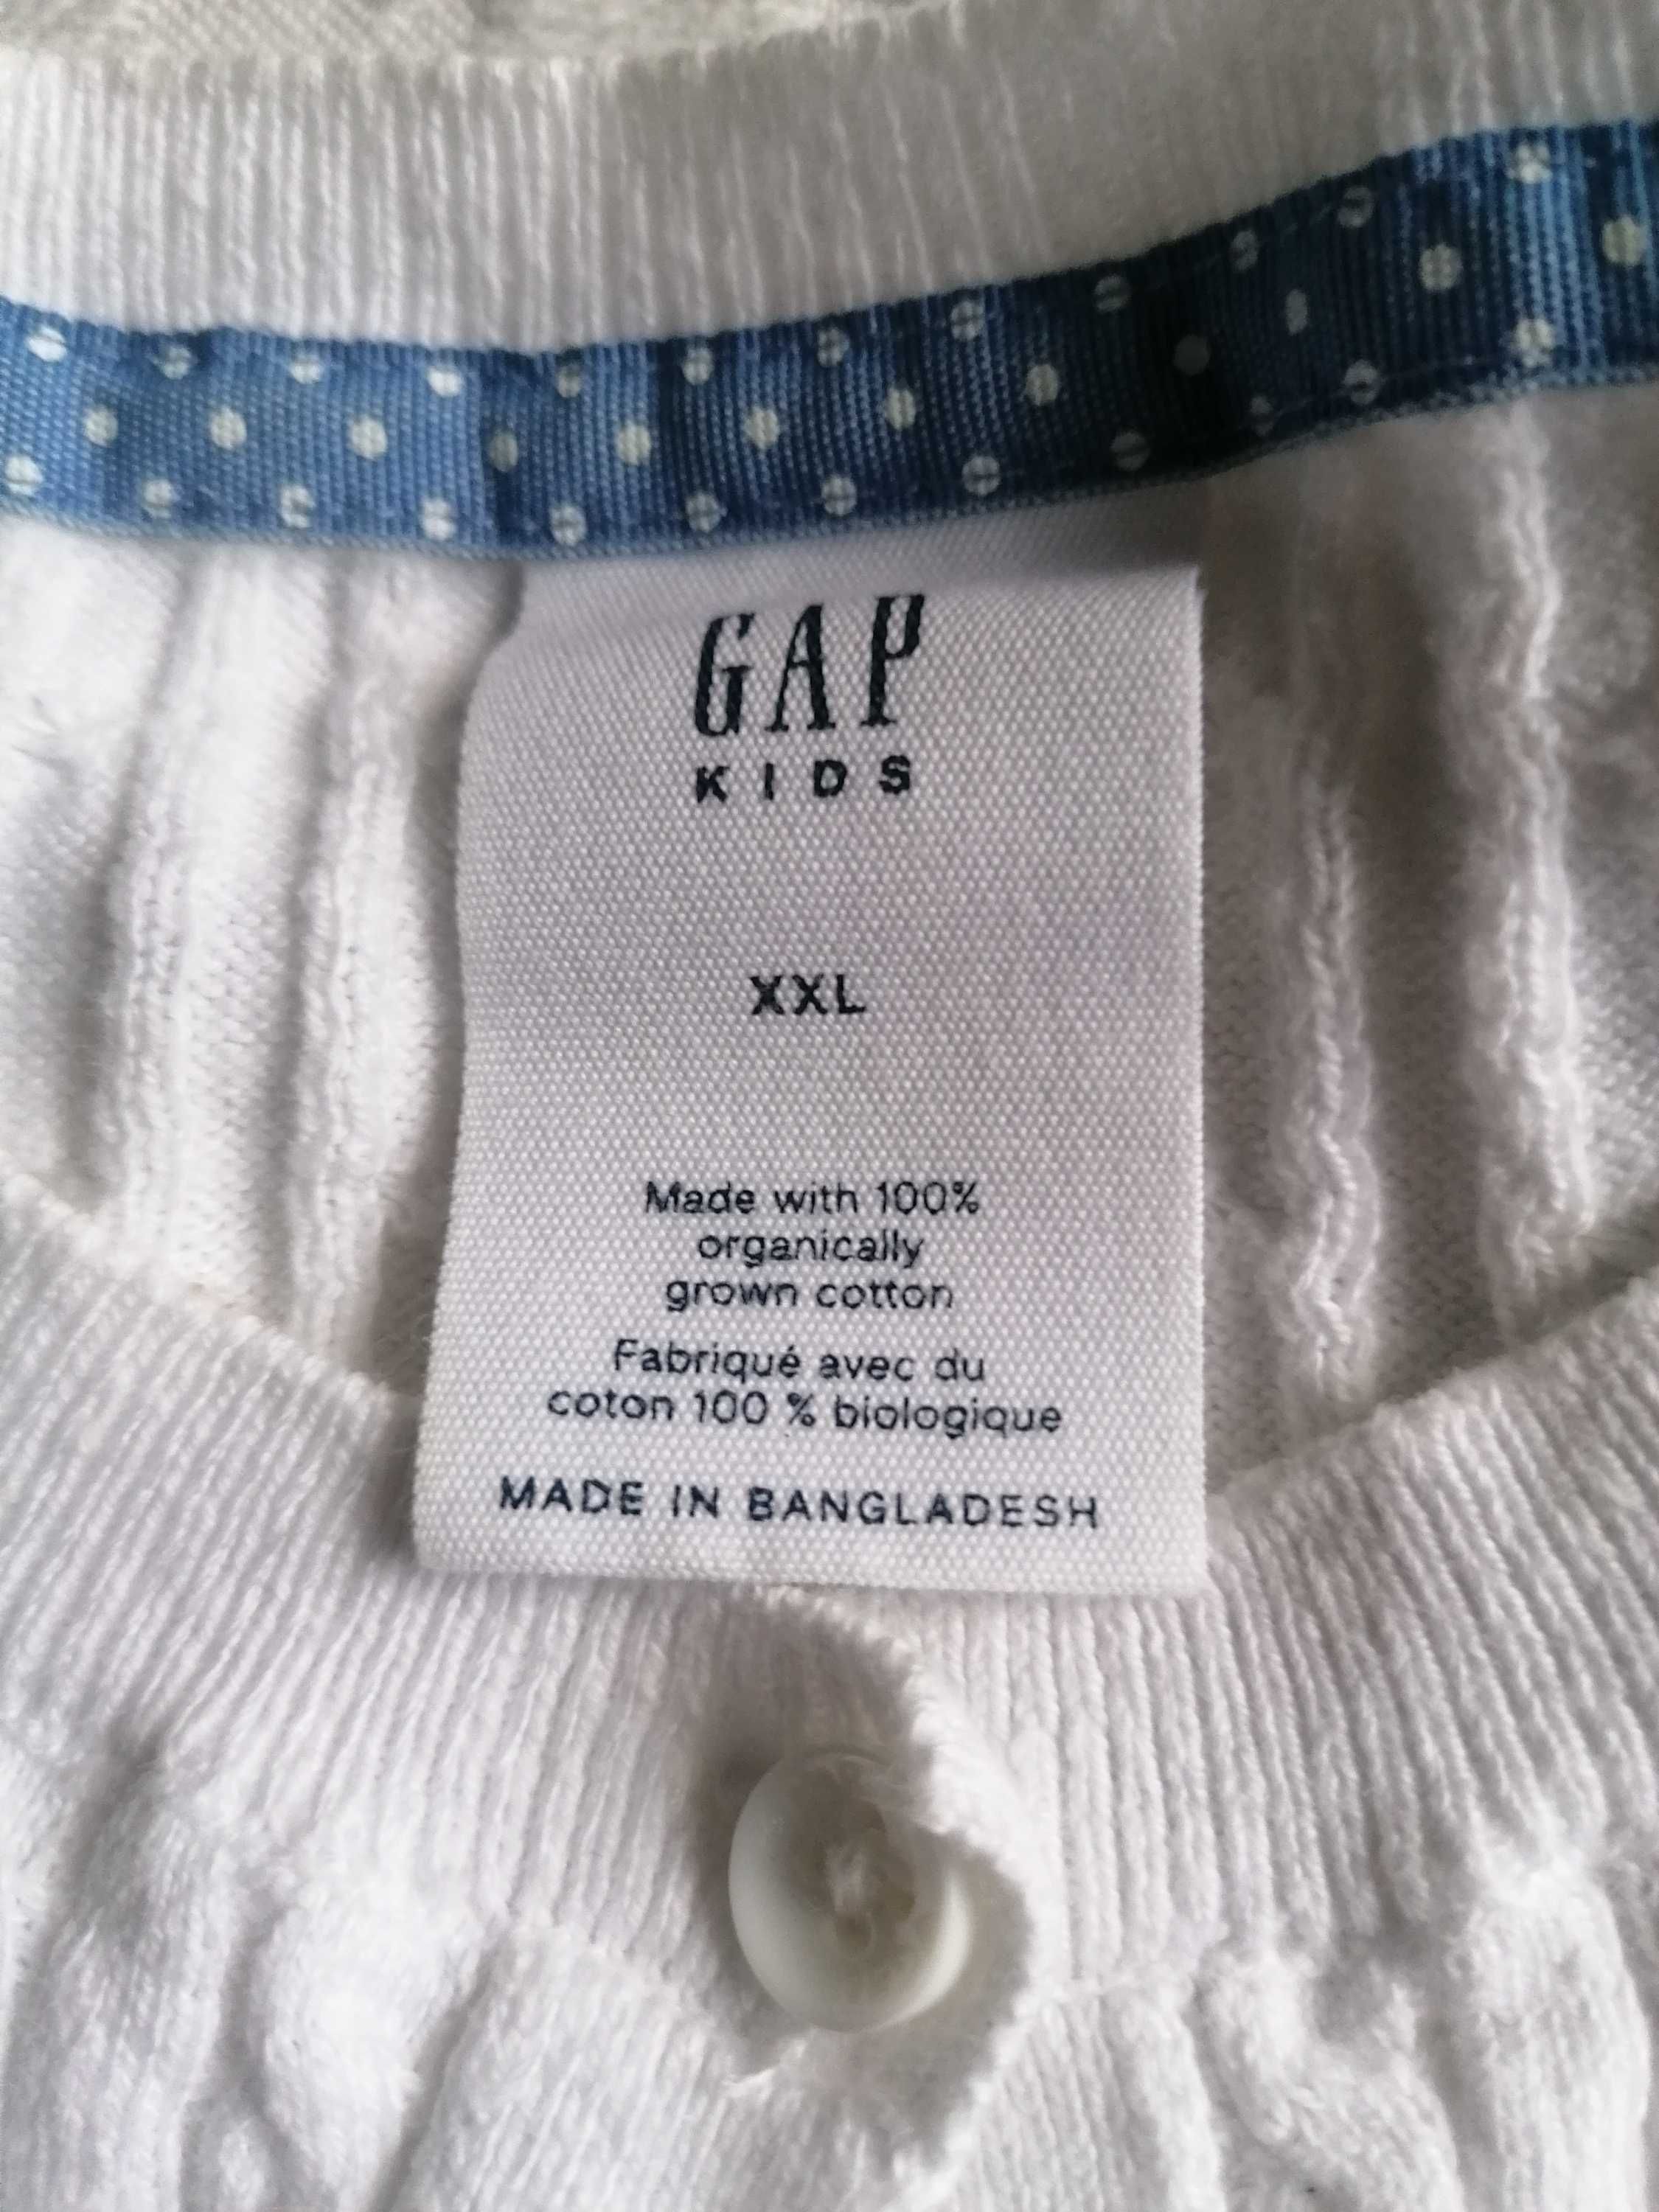 GAP
KIDS
XXL
Made with 100%
organically
grown cotton
Fabriqué avec du
coton 100 % biologique
MADE IN BANGLADESH